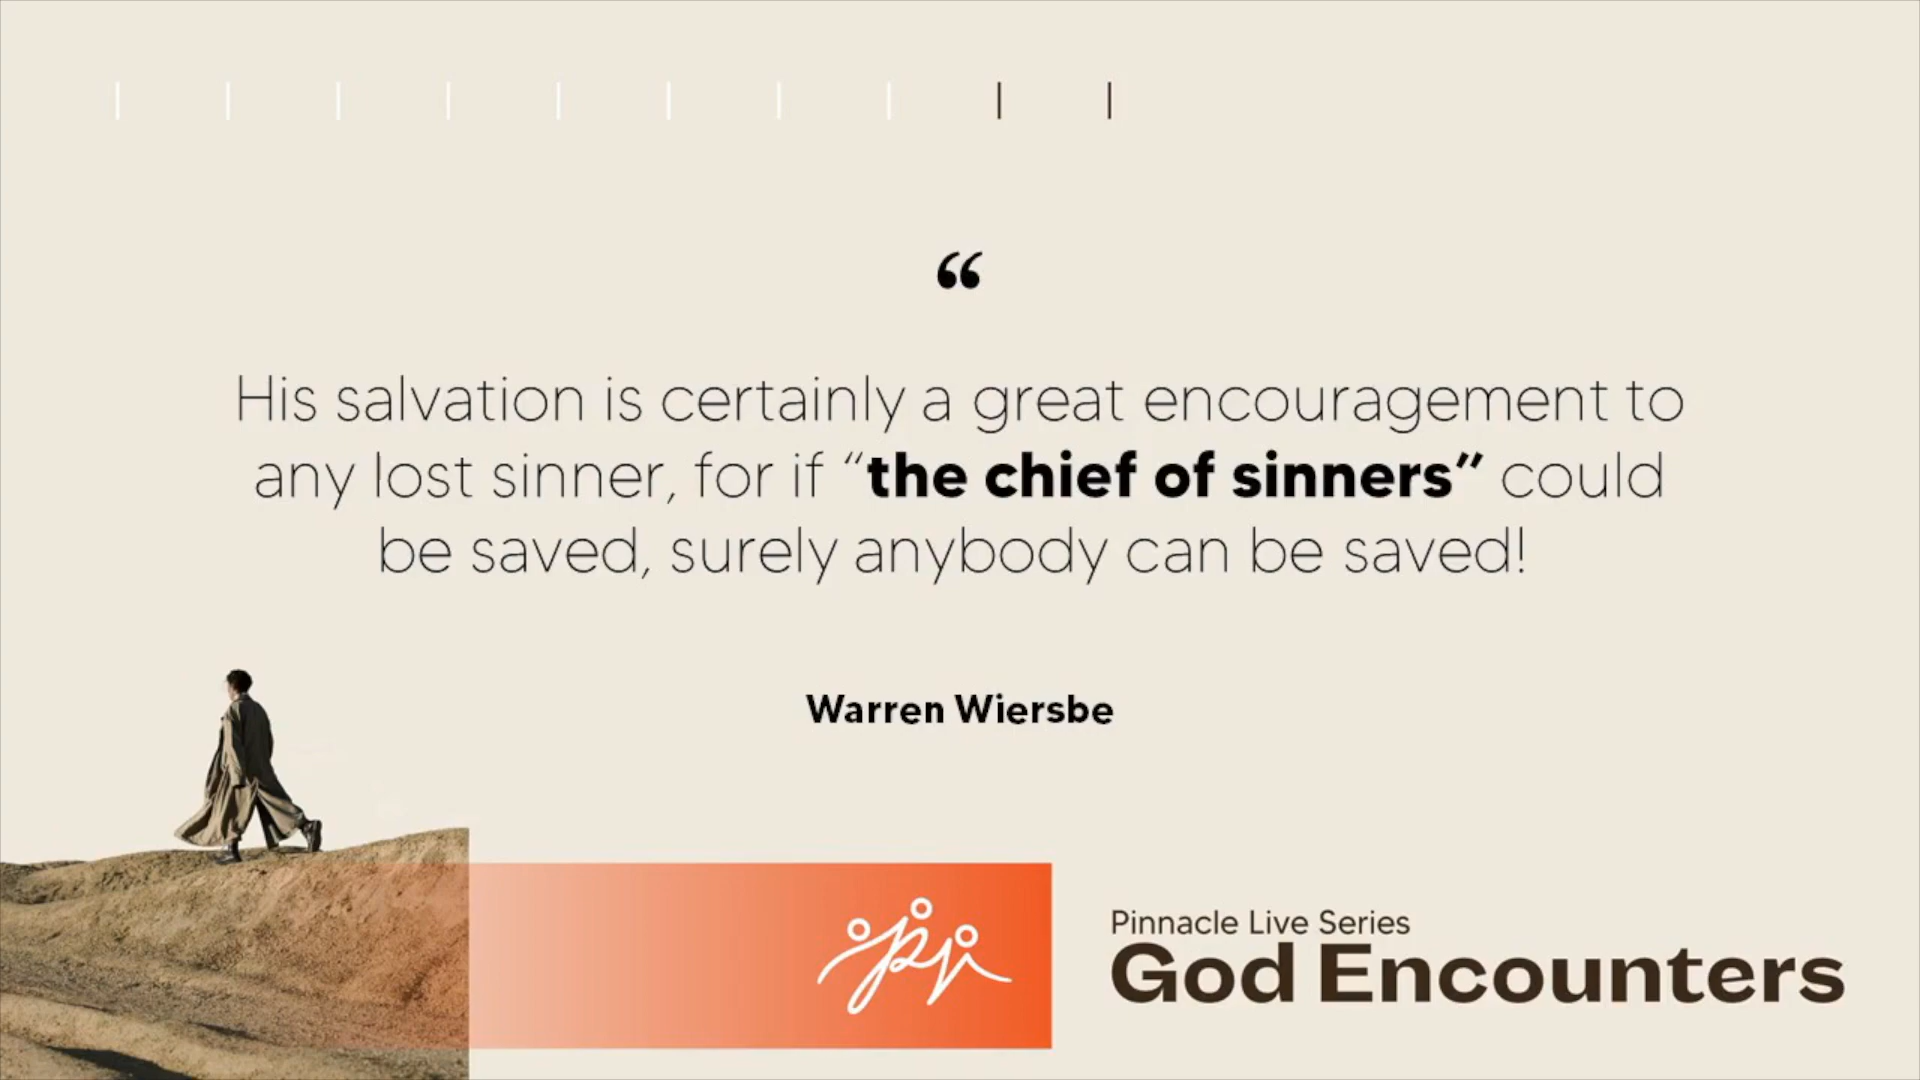 “
His salvation is certainly a great encouragement to
any lost sinner, for if “the chief of sinners” could
be saved, surely anybody can be saved!
Warren Wiersbe
Pinnacle Live Series
God Encounters